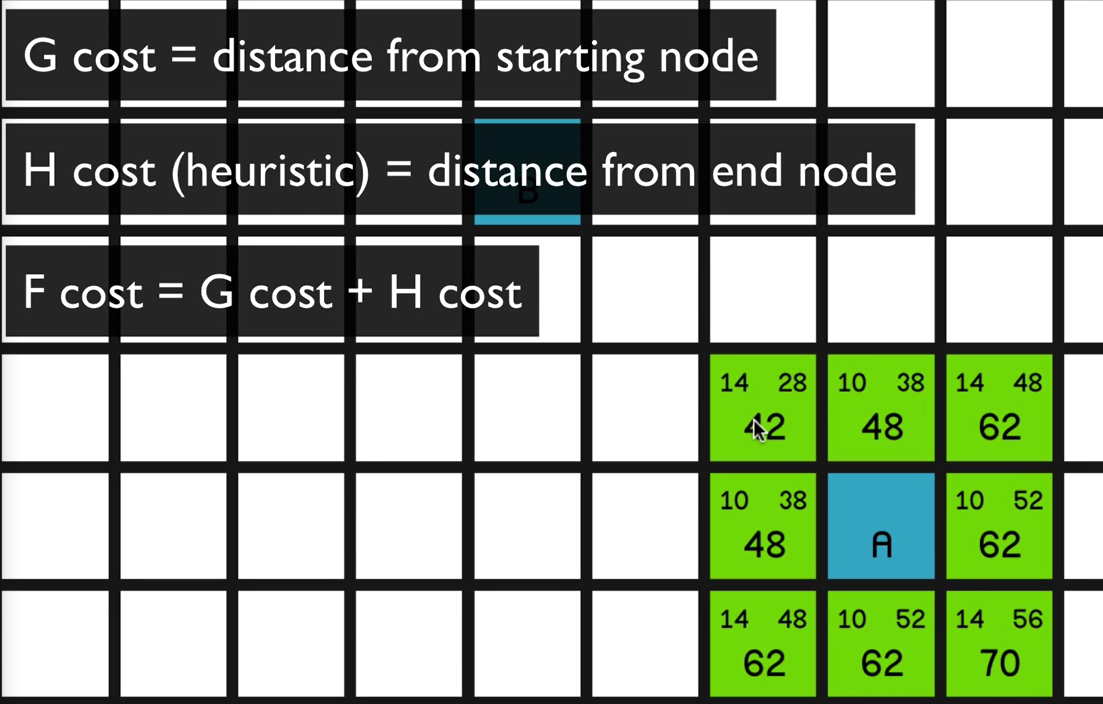 G cost = distance from starting node
H cost (heuristic) = distance from end node
B
F cost = G cost + H cost
14 28 10 38 14 48
42 48 62
10 38 10 52
48 A 62
14 48 10 52 14 56
62 62 70